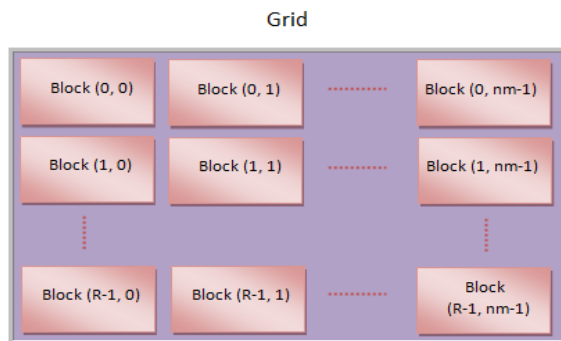 Grid
Block (0, 0) Block (0, 1) Block (0, nm-1)
Block (1, 0) Block (1, 1) Block (1, nm-1)
Block (R-1, 0) Block (R-1, 1) Block
(R-1, nm-1)